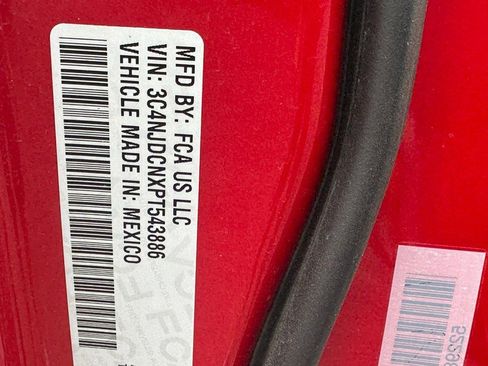 MFD BY: FCA US LLC
VIN: 3C4NJDCNXPT543886
VEHICLE MADE IN: MEXICO